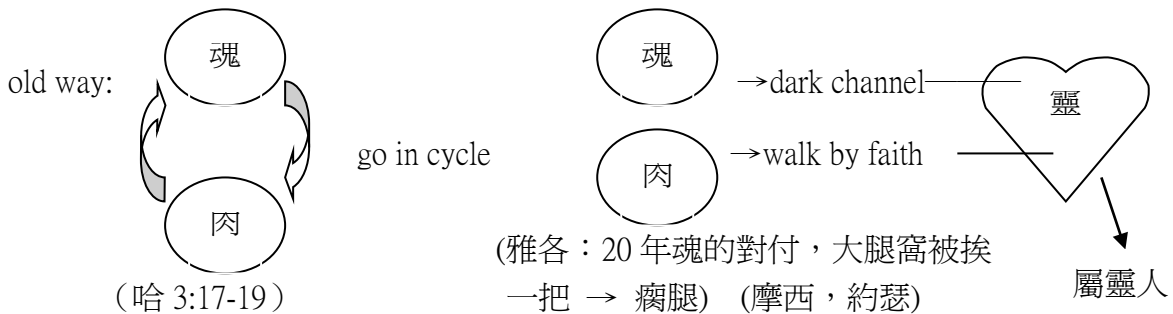 魂
old way:
go in cycle
肉
(哈 3:17-19)
魂
→dark channel
靈
肉
→walk by faith
(雅各：20 年魂的對付，大腿窩被挨
一把 → 瘸腿) (摩西，約瑟)
屬靈人